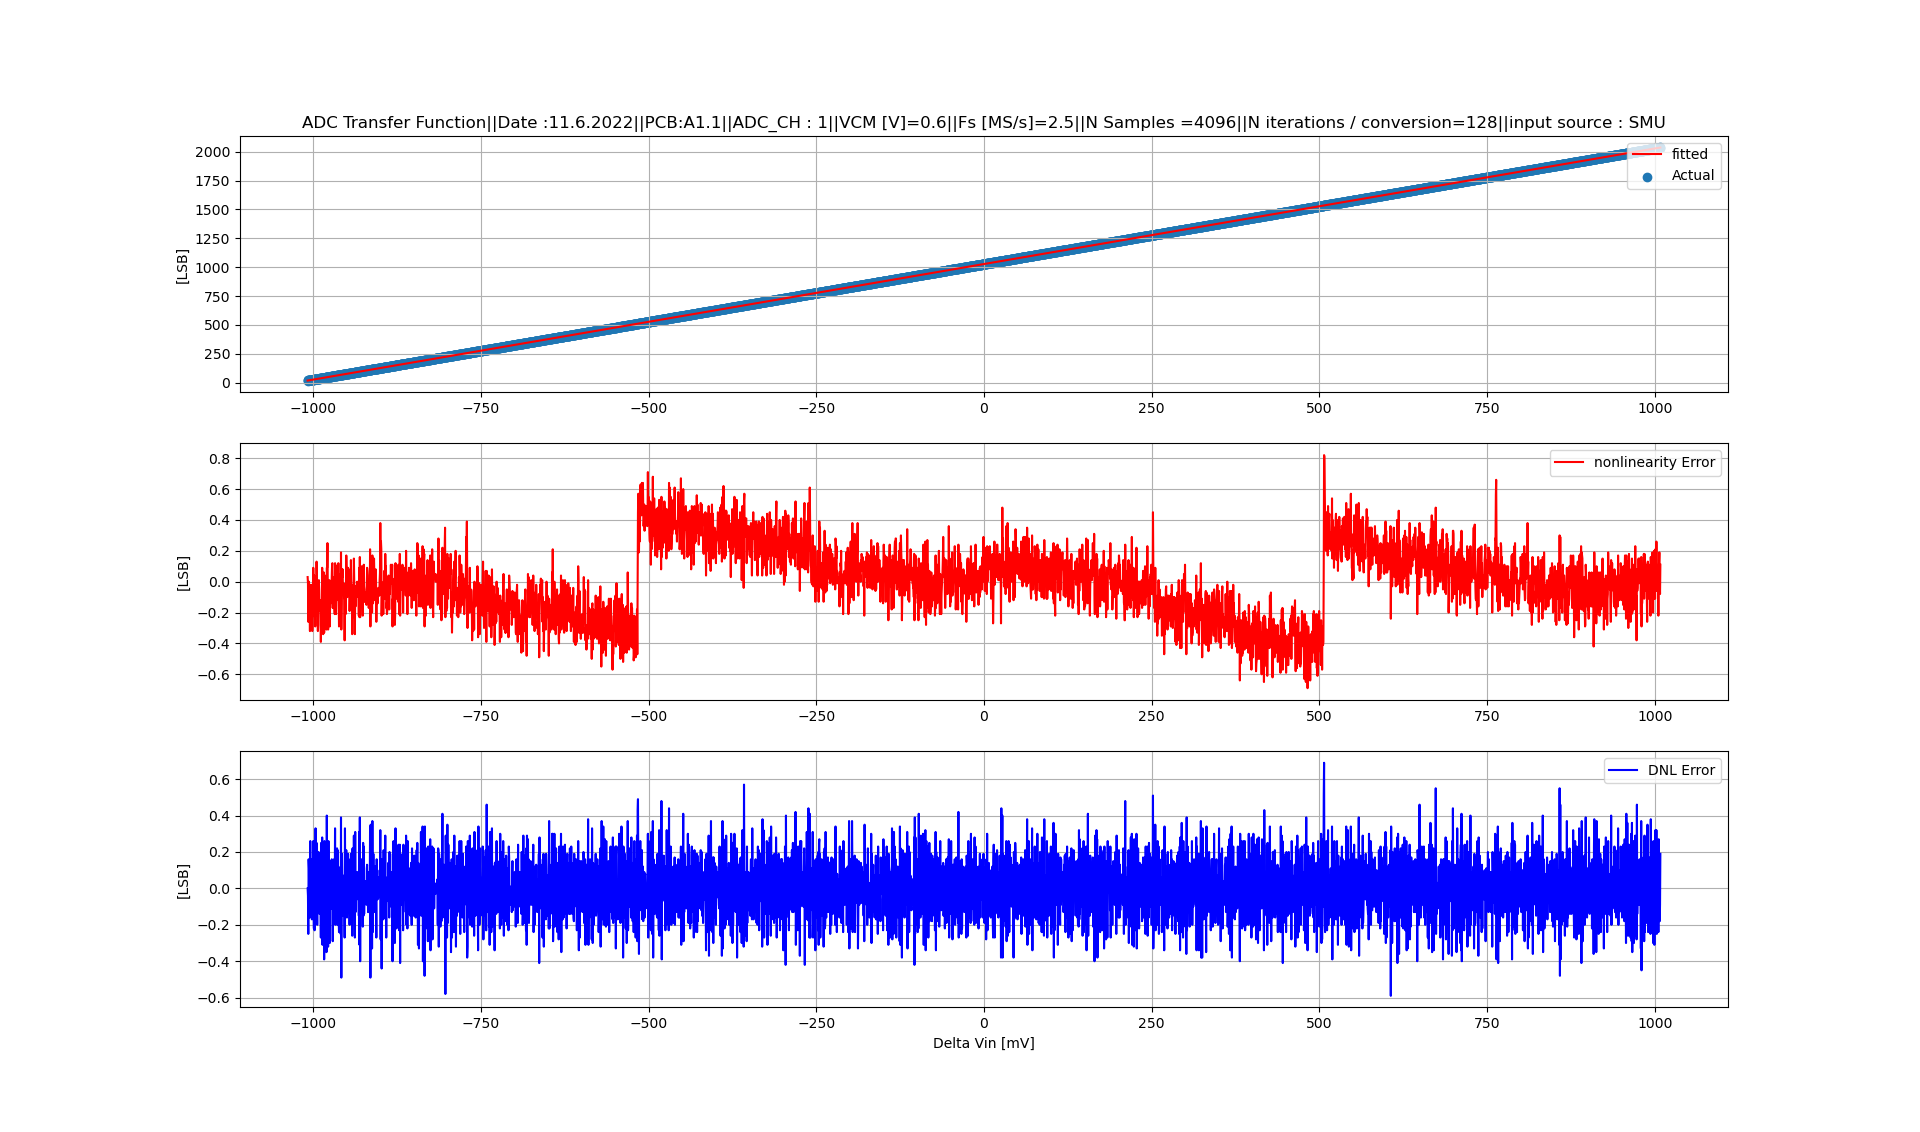 ADC Transfer Function||Date :11.6.2022||PCB:A1.1||ADC_CH : 1||VCM [V]=0.6||Fs [MS/s]=2.5||N Samples =4096||N iterations / conversion=128||input source : SMU
[LSB]
2000
1750
1500
1250
1000
750
500
250
0
fitted
Actual
−1000 −750 −500 −250 0 250 500 750 1000
[LSB]
0.8
0.6
0.4
0.2
0.0
−0.2
−0.4
−0.6
nonlinearity Error
−1000 −750 −500 −250 0 250 500 750 1000
[LSB]
0.6
0.4
0.2
0.0
−0.2
−0.4
−0.6
DNL Error
−1000 −750 −500 −250 0 250 500 750 1000
Delta Vin [mV]